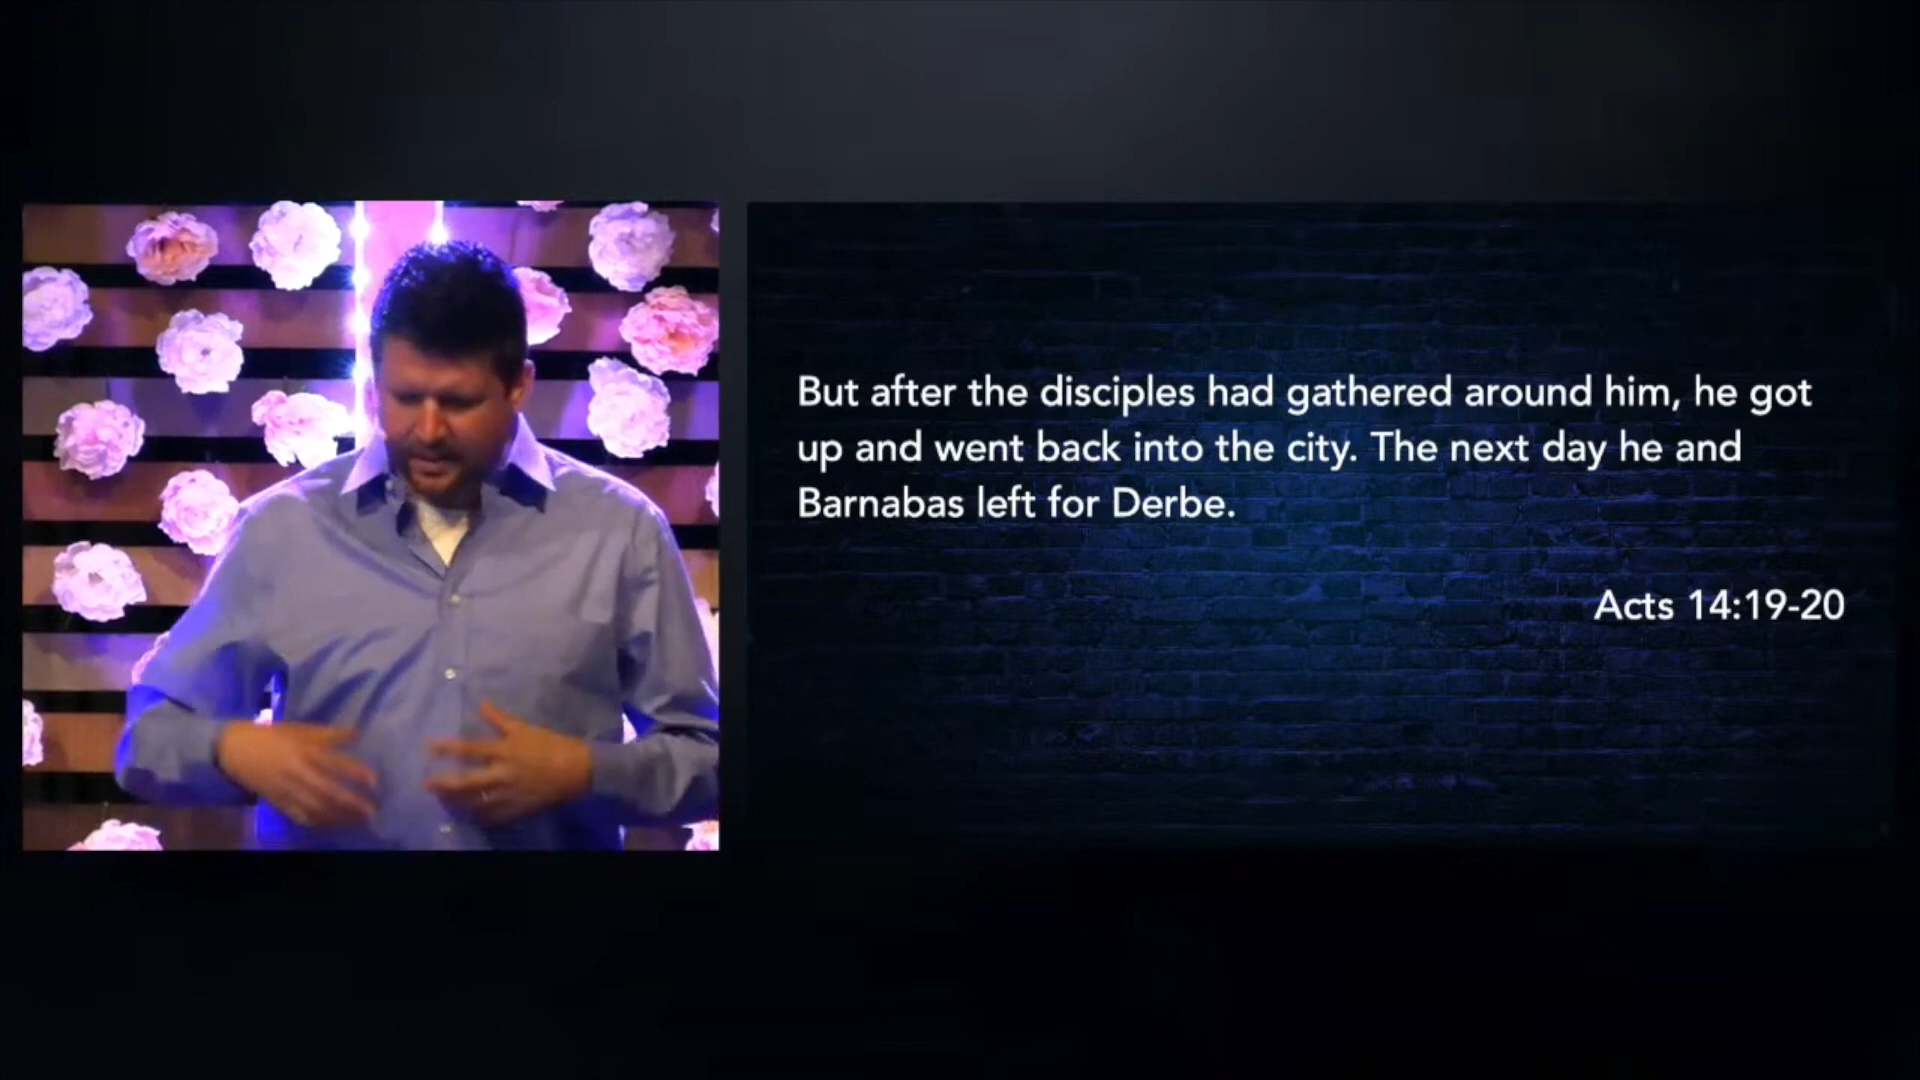 But after the disciples had gathered around him, he got
up and went back into the city. The next day he and
Barnabas left for Derbe.
Acts 14:19-20